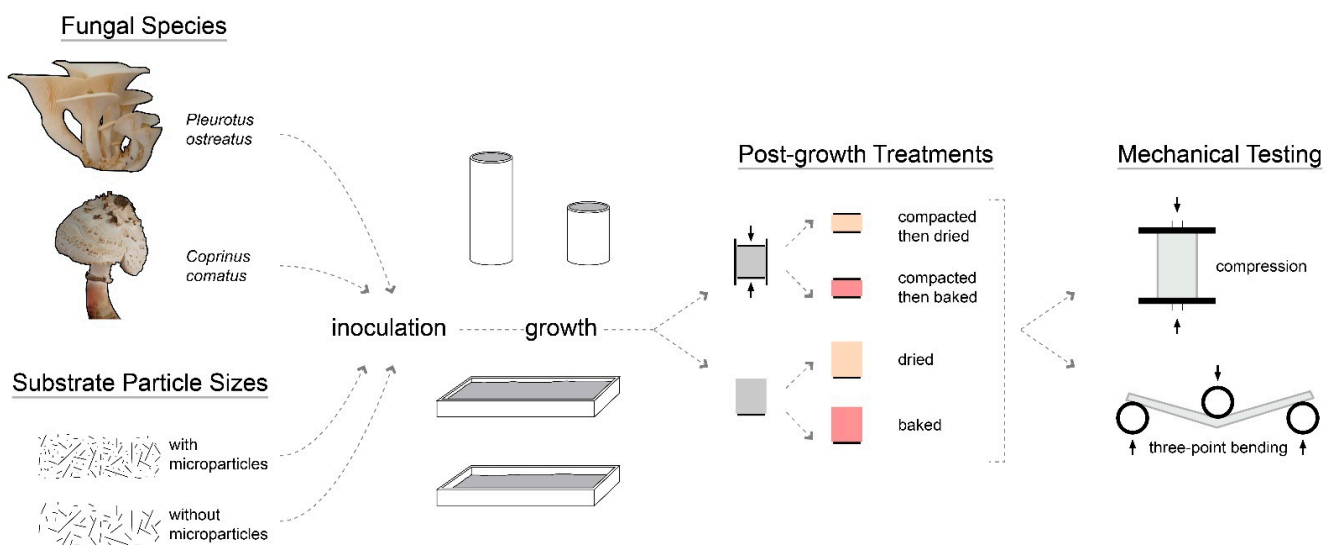 Fungal Species
Pleurotus
ostreatus
Coprinus
comatus
Substrate Particle Sizes
with
microparticles
without
microparticles
inoculation
growth
Post-growth Treatments
compacted
then dried
compacted
then baked
dried
baked
Mechanical Testing
compression
three-point bending